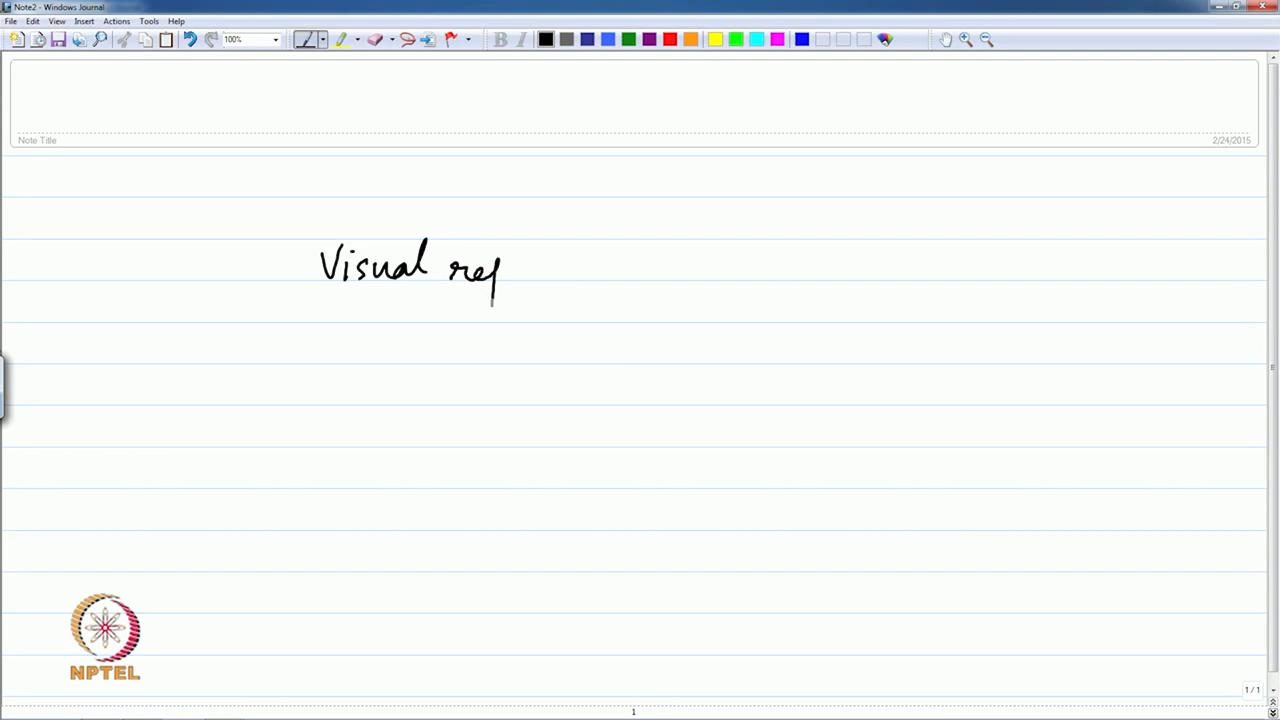 Note2 - Windows Journal
File Edit View Insert Actions Tools Help
100%
B I
Note Title
2/24/2015
Visual rep
NPTEL
1 / 1
1